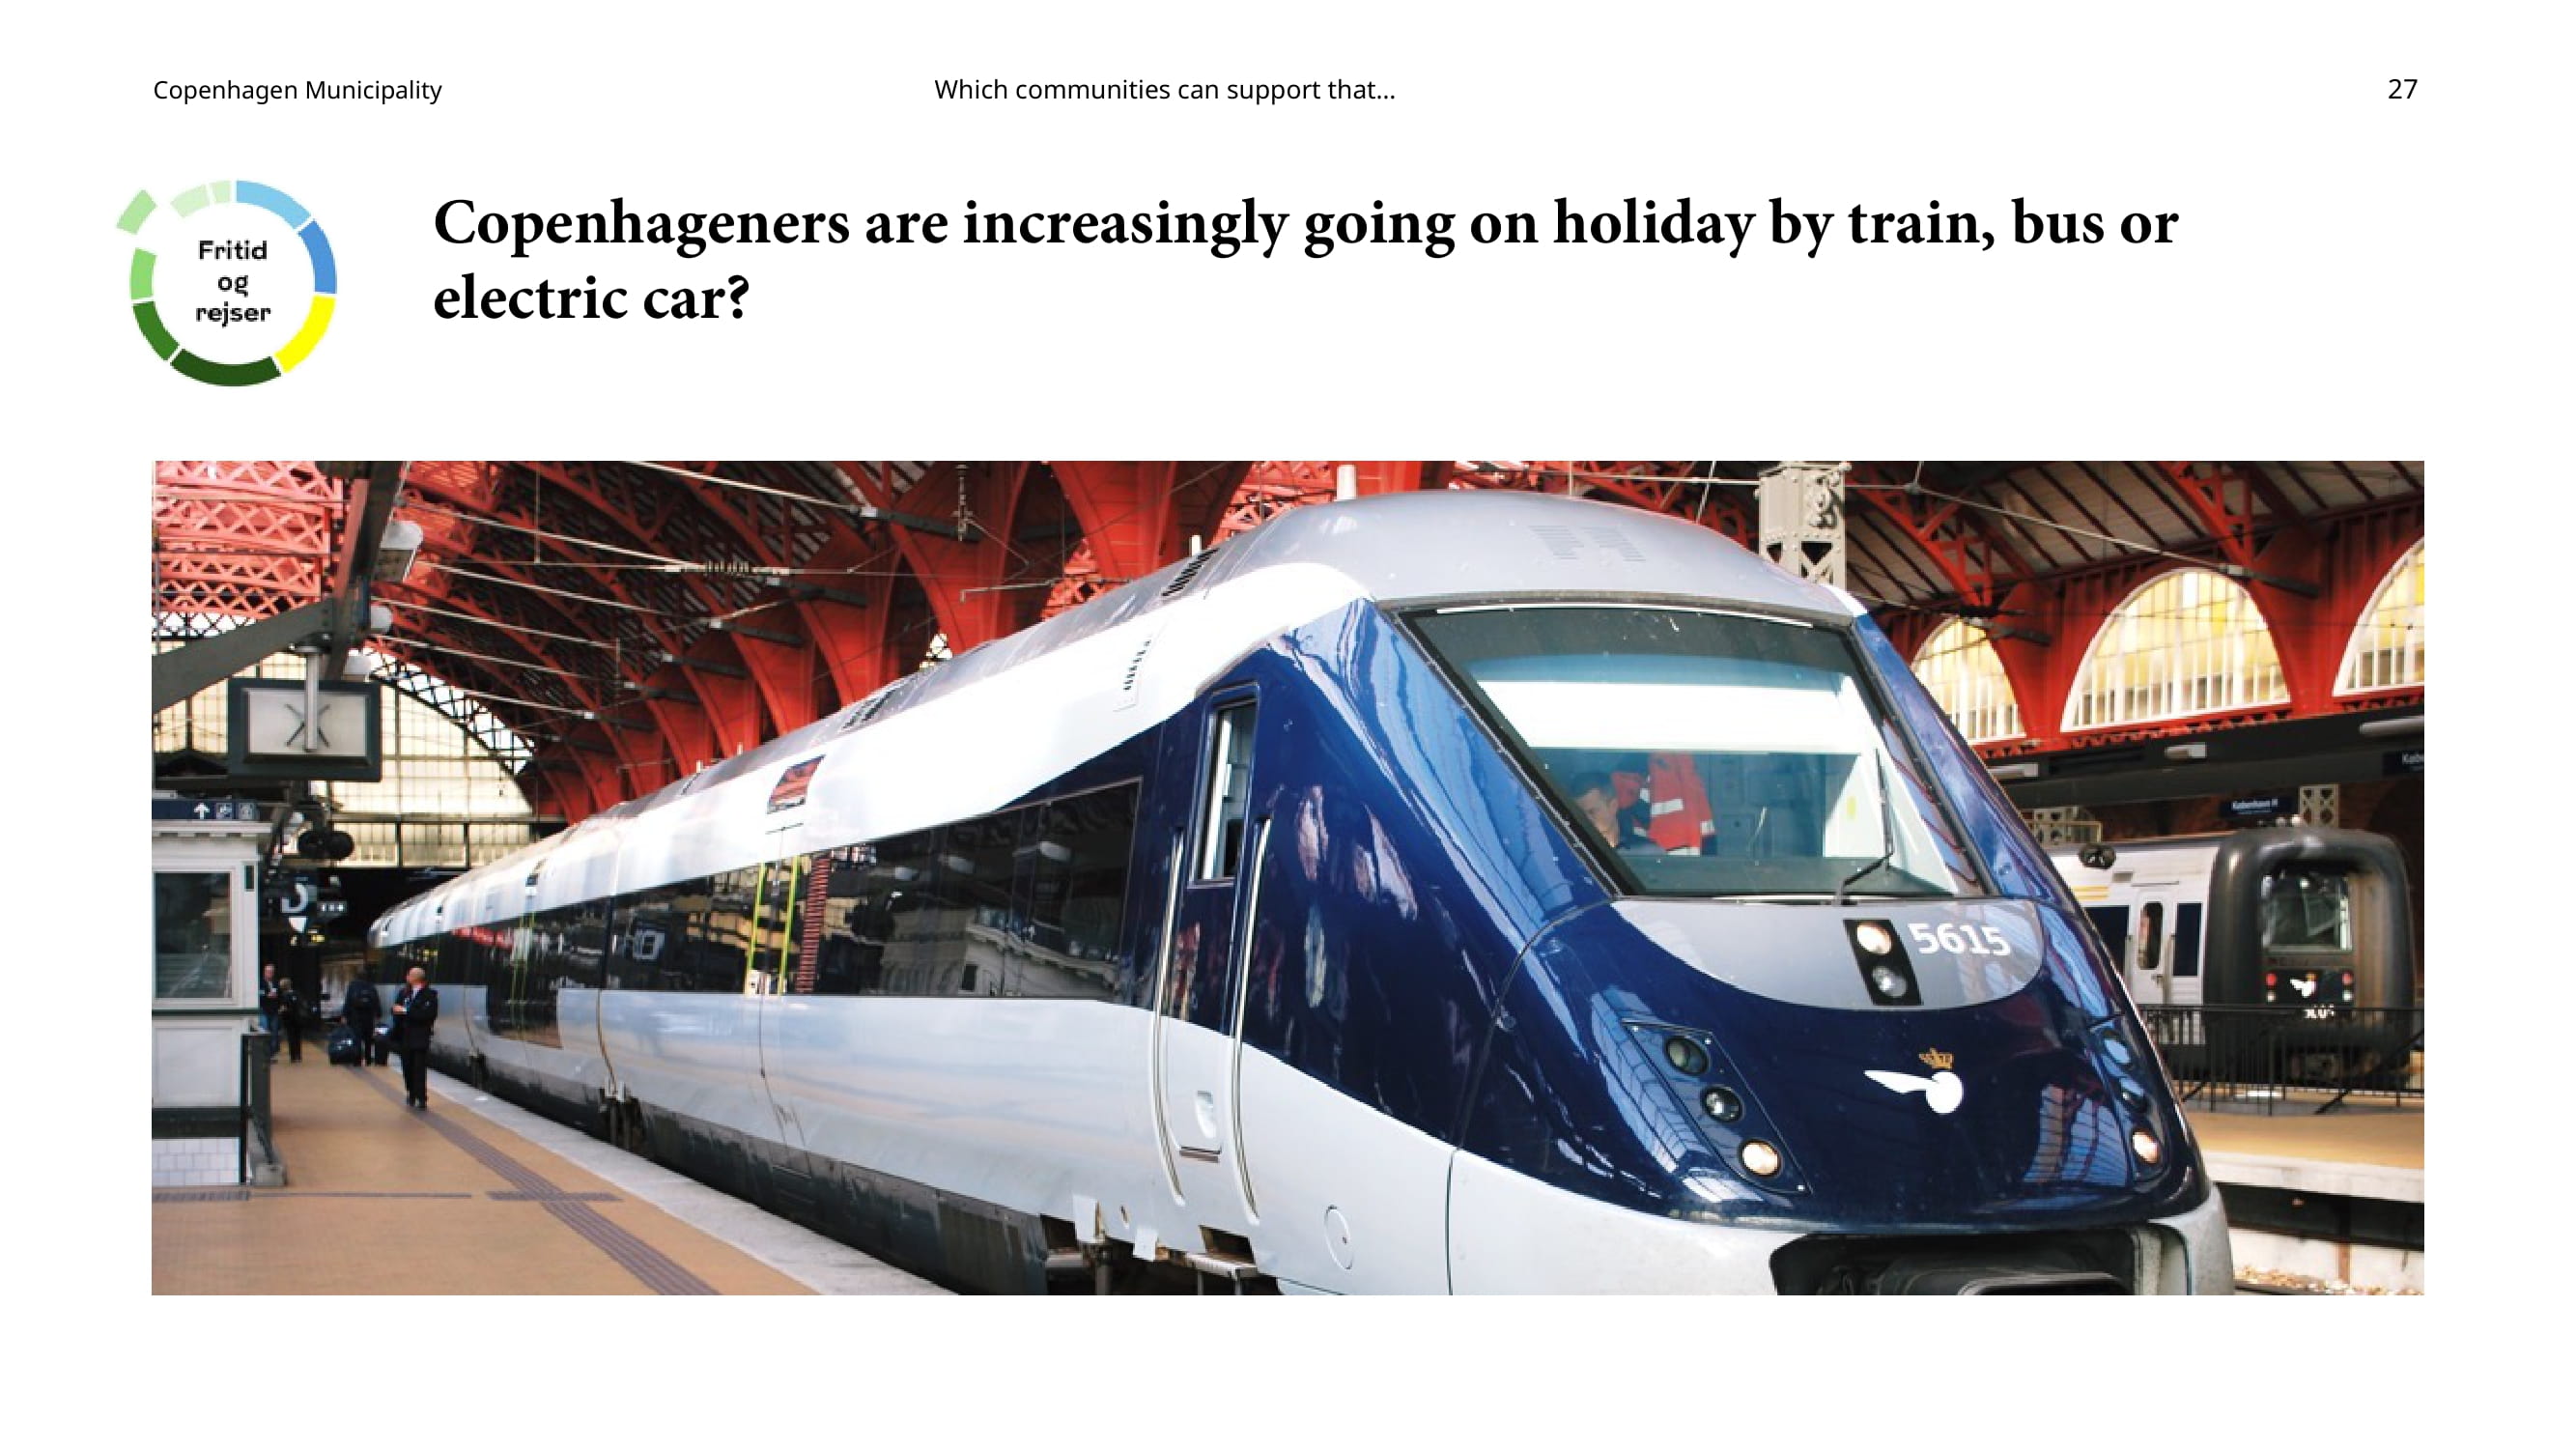 Copenhagen Municipality
Which communities can support that...
27
Fritid
og
rejser
Copenhageners are increasingly going on holiday by train, bus or
electric car?
5615
København H